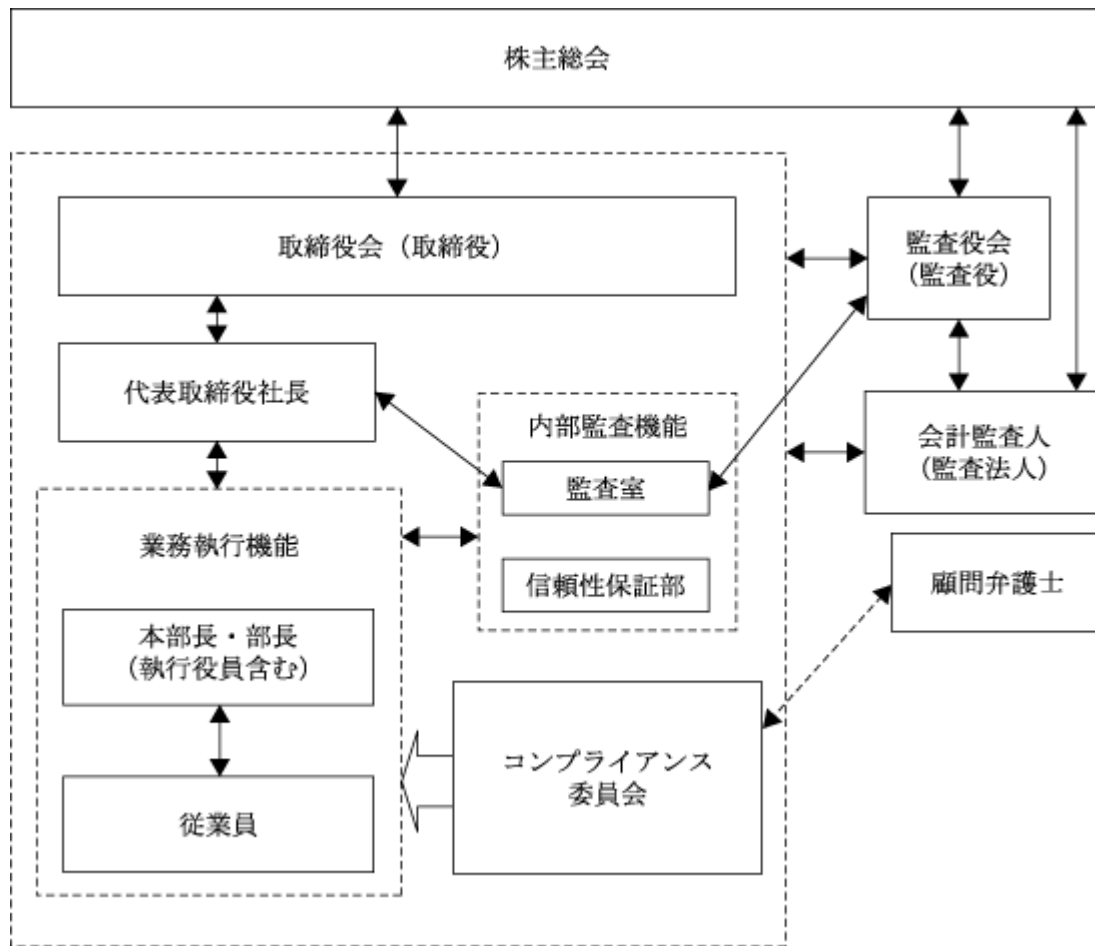 株主総会
取締役会（取締役）
監査役会
（監査役）
代表取締役社長
内部監査機能
監査室
信頼性保証部
会計監査人
（監査法人）
顧問弁護士
業務執行機能
本部長・部長
（執行役員含む）
従業員
コンプライアンス
委員会